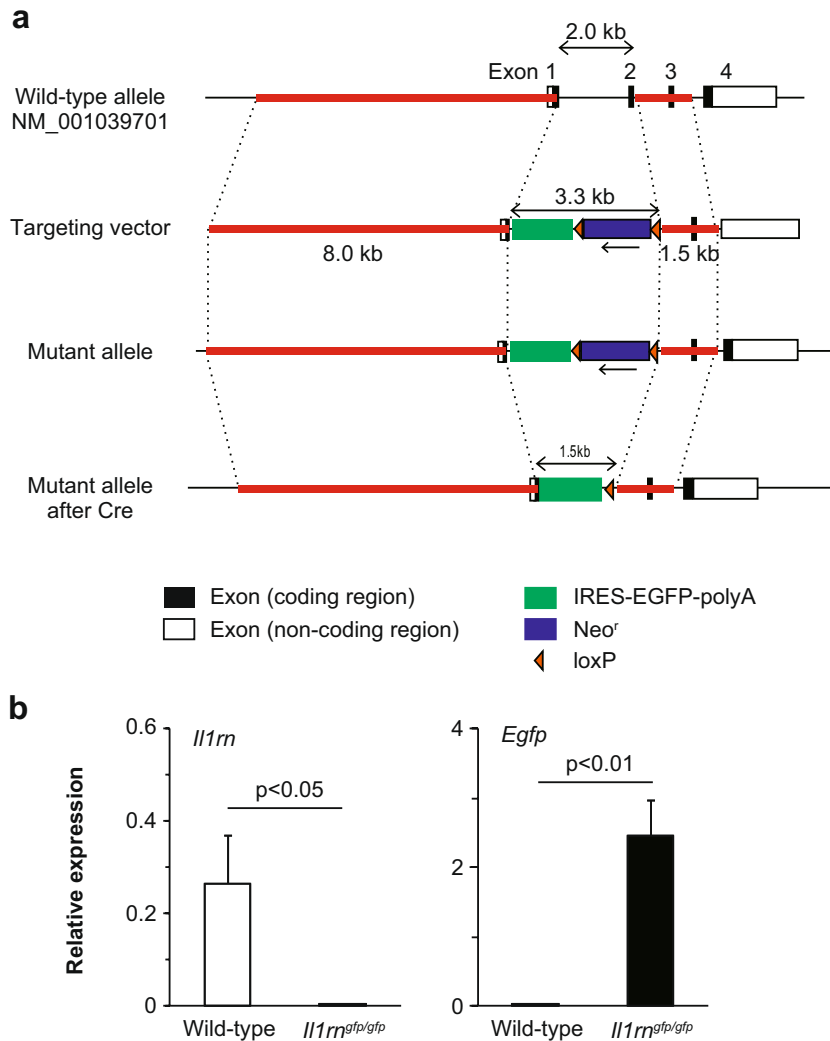 a
2.0 kb
Exon 1 2 3 4
Wild-type allele
NM_001039701
3.3 kb
Targeting vector
8.0 kb 1.5 kb
Mutant allele
1.5kb
Mutant allele
after Cre
Exon (coding region)
Exon (non-coding region)
IRES-EGFP-polyA
Neoʳ
loxP
b
Relative expression
0.6
0.4
0.2
0
Il1rn
p<0.05
Wild-type Il1rn^gfp/gfp
4
2
0
Egfp
p<0.01
Wild-type Il1rn^gfp/gfp